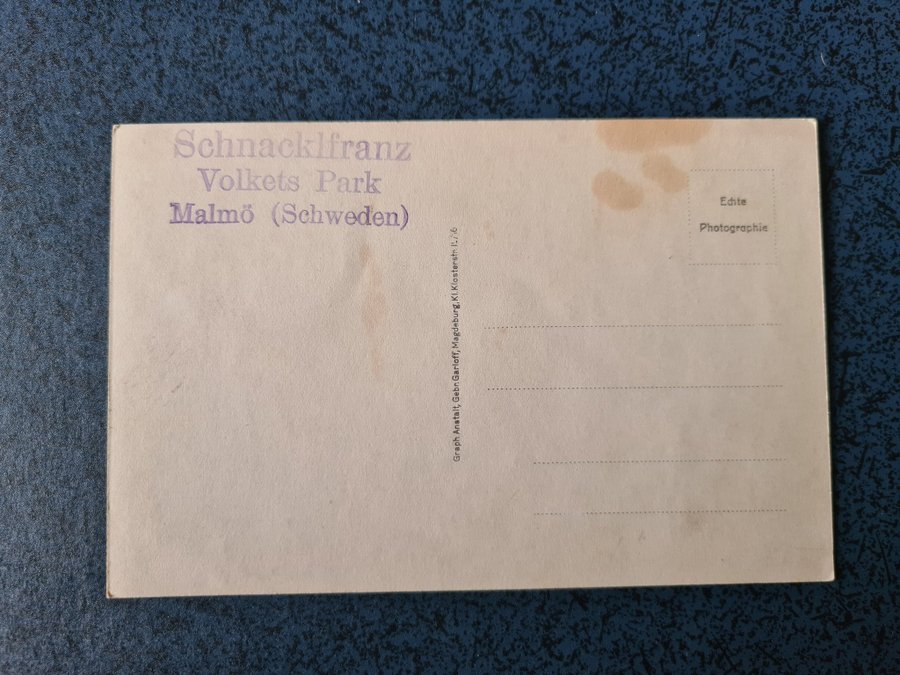 Schnacklfranz
Volkets Park
Malmö (Schweden)
Echte
Photographie
Graph. Anstalt, Gebr. Garloff, Magdeburg, Kl. Klosterstr.